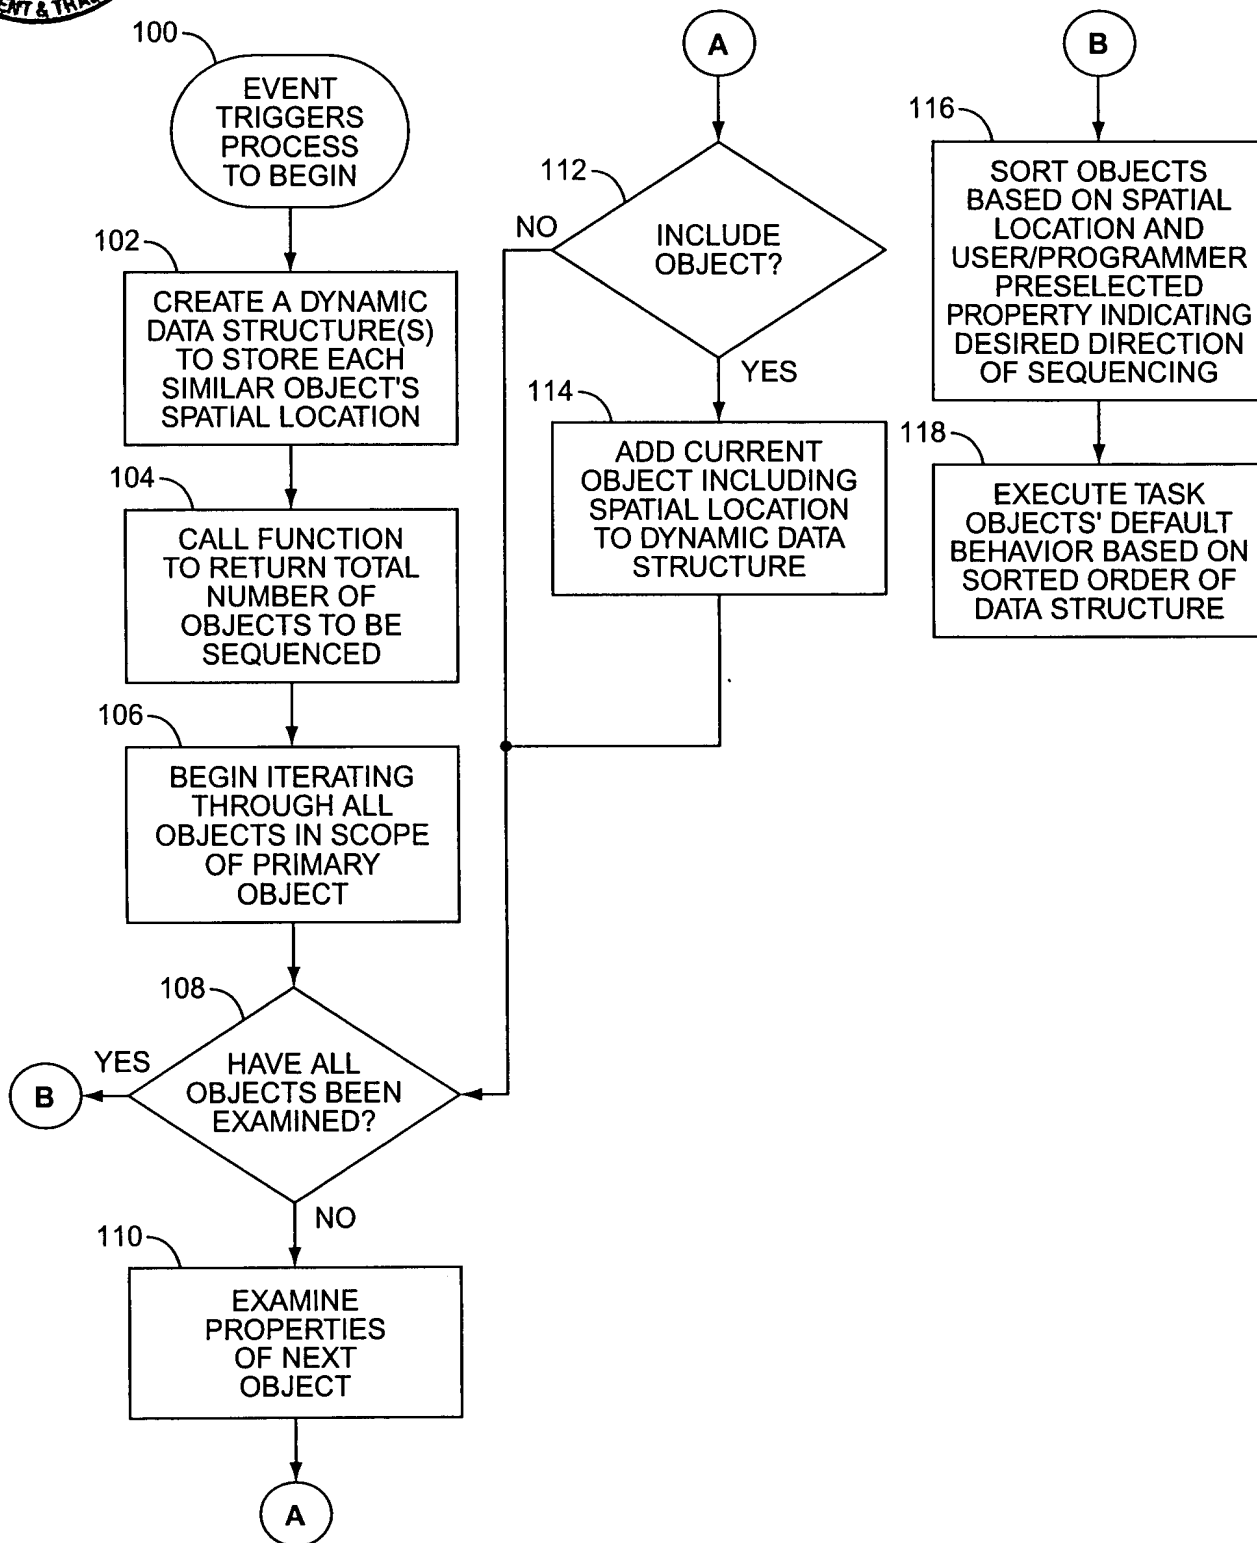 ENT & TRA
100
EVENT
TRIGGERS
PROCESS
TO BEGIN
102
CREATE A DYNAMIC
DATA STRUCTURE(S)
TO STORE EACH
SIMILAR OBJECT'S
SPATIAL LOCATION
104
CALL FUNCTION
TO RETURN TOTAL
NUMBER OF
OBJECTS TO BE
SEQUENCED
106
BEGIN ITERATING
THROUGH ALL
OBJECTS IN SCOPE
OF PRIMARY
OBJECT
108
HAVE ALL
OBJECTS BEEN
EXAMINED?
YES
B
NO
110
EXAMINE
PROPERTIES
OF NEXT
OBJECT
A
A
112
INCLUDE
OBJECT?
NO
YES
114
ADD CURRENT
OBJECT INCLUDING
SPATIAL LOCATION
TO DYNAMIC DATA
STRUCTURE
B
116
SORT OBJECTS
BASED ON SPATIAL
LOCATION AND
USER/PROGRAMMER
PRESELECTED
PROPERTY INDICATING
DESIRED DIRECTION
OF SEQUENCING
118
EXECUTE TASK
OBJECTS' DEFAULT
BEHAVIOR BASED ON
SORTED ORDER OF
DATA STRUCTURE